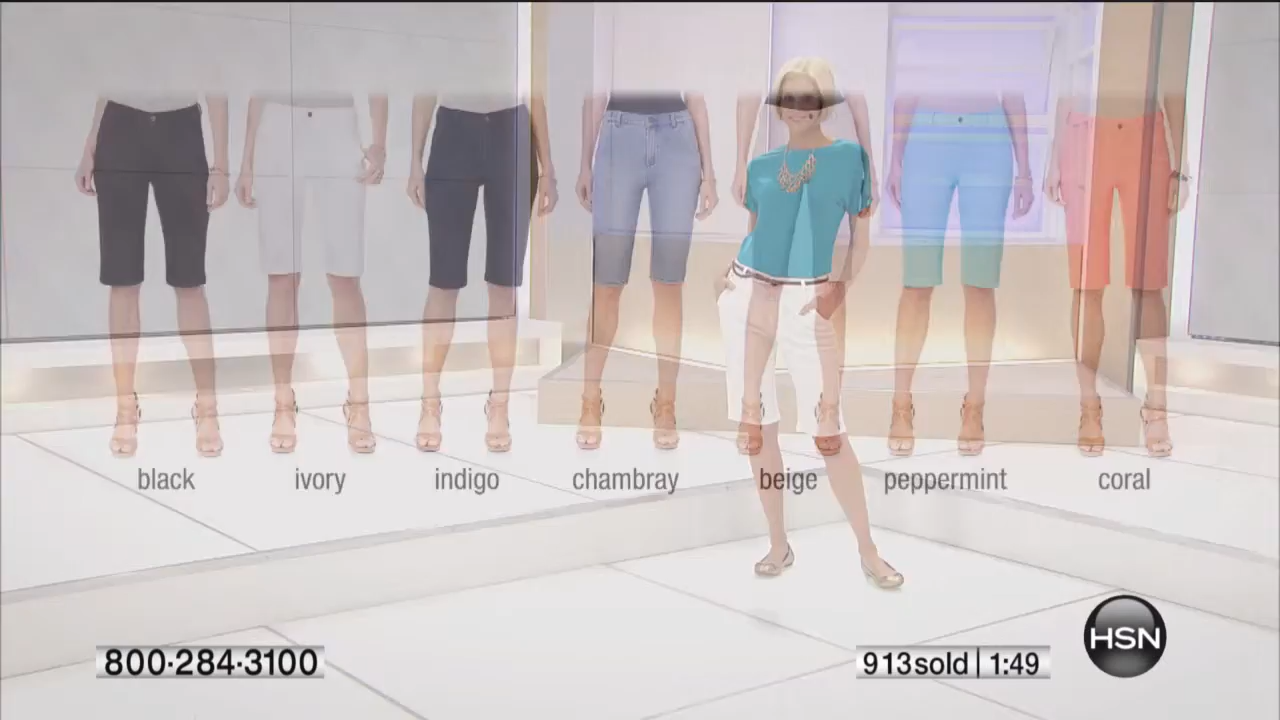 black ivory indigo chambray beige peppermint coral
800·284·3100
913sold | 1:49
HSN